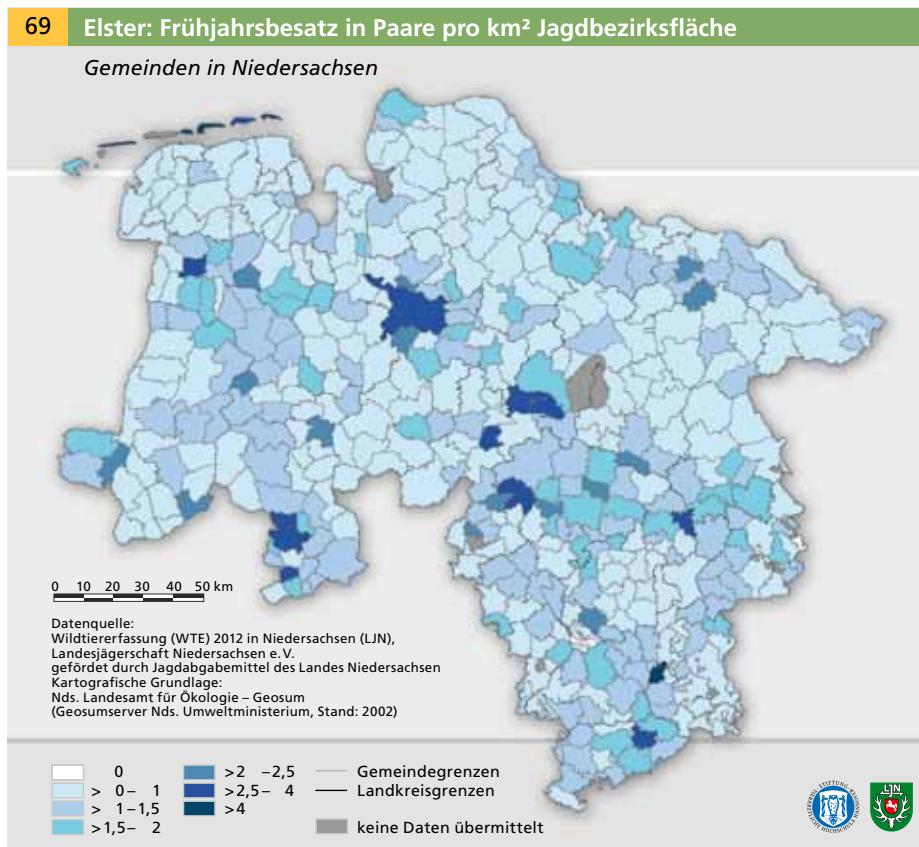 69 Elster: Frühjahrsbesatz in Paare pro km² Jagdbezirksfläche
Gemeinden in Niedersachsen
0 10 20 30 40 50 km
Datenquelle:
Wildtiererfassung (WTE) 2012 in Niedersachsen (LJN),
Landesjägerschaft Niedersachsen e. V.
gefördert durch Jagdabgabemittel des Landes Niedersachsen
Kartografische Grundlage:
Nds. Landesamt für Ökologie – Geosum
(Geosumserver Nds. Umweltministerium, Stand: 2002)
0
> 0 – 1
> 1 – 1,5
>1,5 – 2
>2 – 2,5
>2,5 – 4
>4
Gemeindegrenzen
Landkreisgrenzen
keine Daten übermittelt
LJN